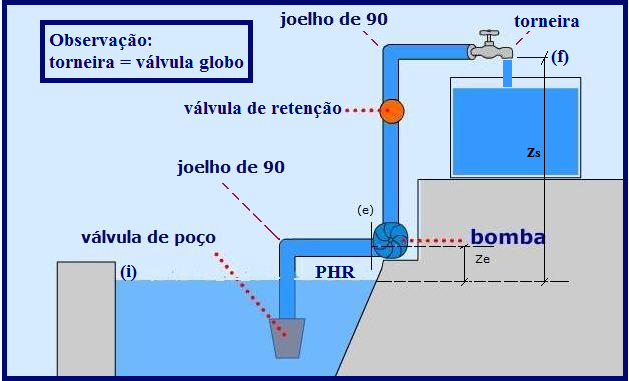 joelho de 90
torneira
Observação:
torneira = válvula globo
(f)
válvula de retenção
Zs
joelho de 90
(e)
válvula de poço
bomba
Ze
(i)
PHR